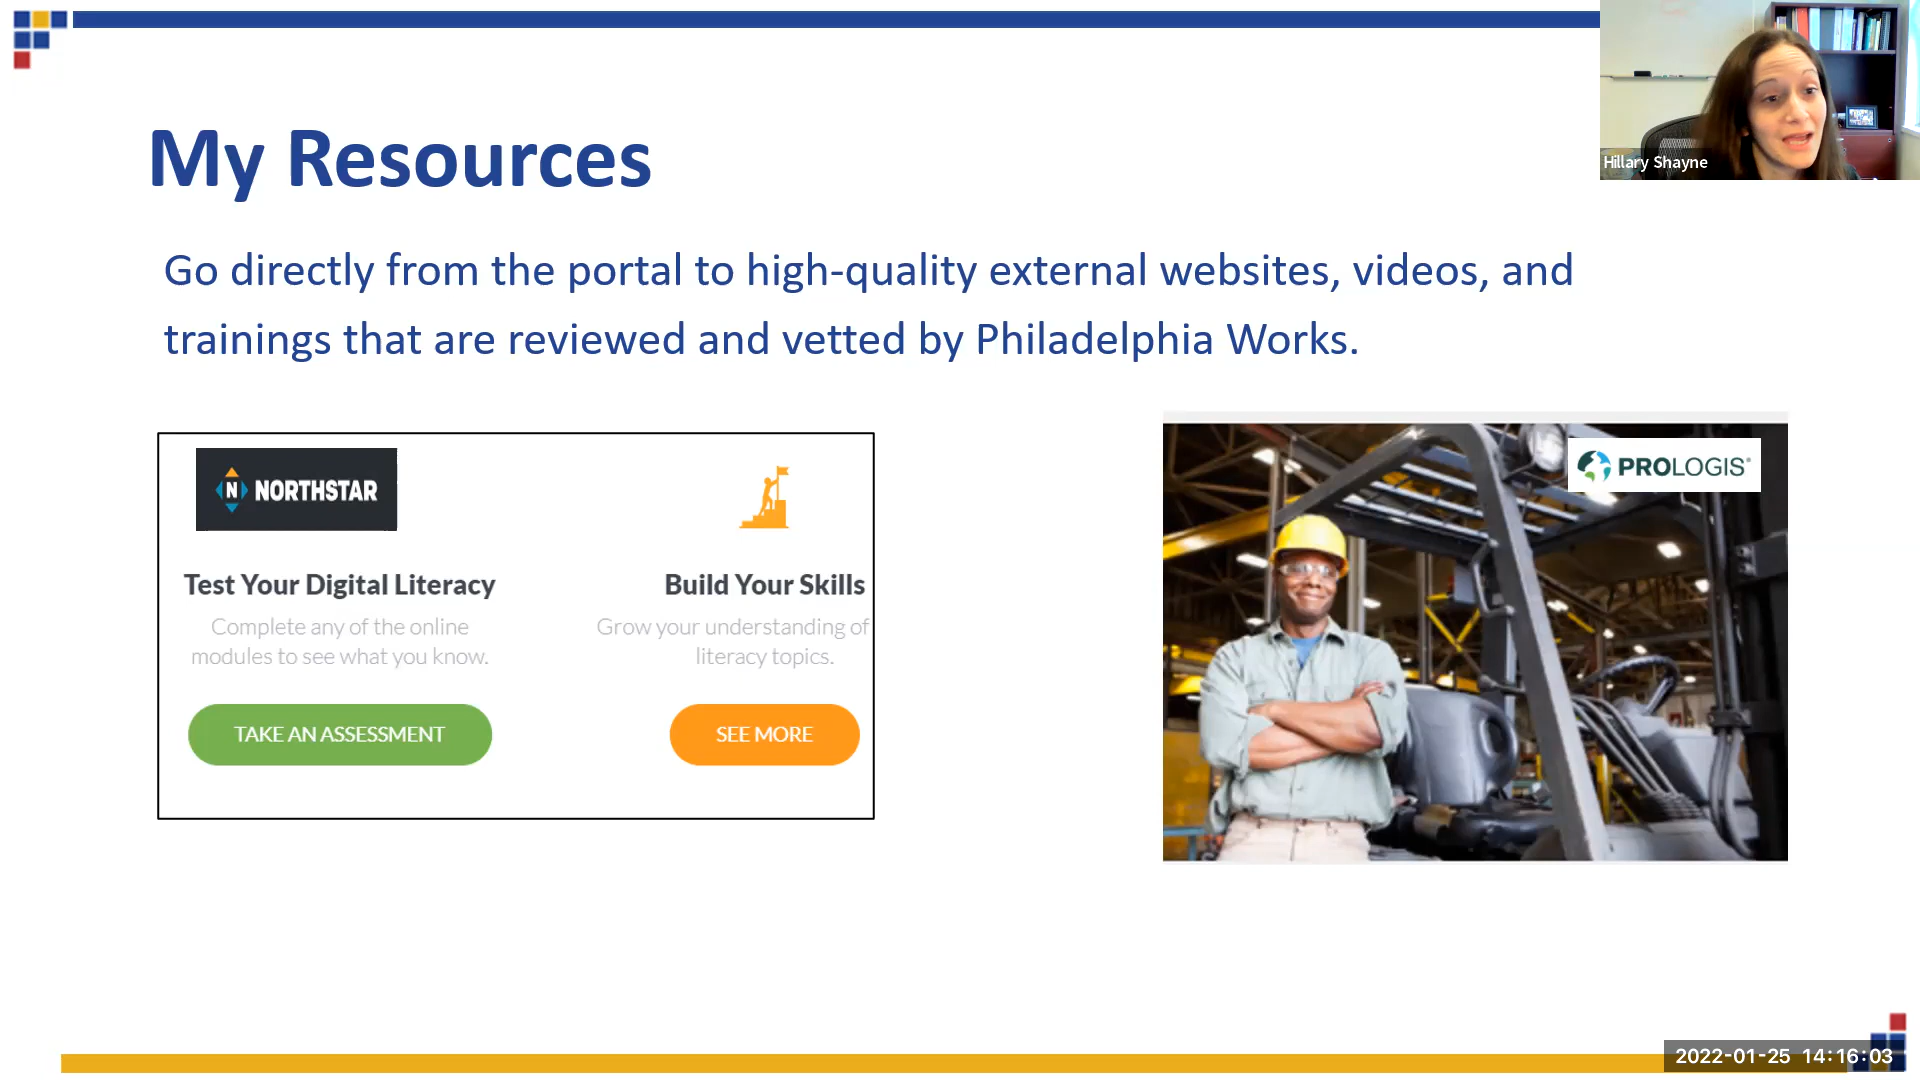 Hillary Shayne
My Resources
Go directly from the portal to high-quality external websites, videos, and
trainings that are reviewed and vetted by Philadelphia Works.
N NORTHSTAR
Test Your Digital Literacy
Complete any of the online
modules to see what you know.
TAKE AN ASSESSMENT
Build Your Skills
Grow your understanding of
literacy topics.
SEE MORE
PROLOGIS®
2022-01-25 14:16:03